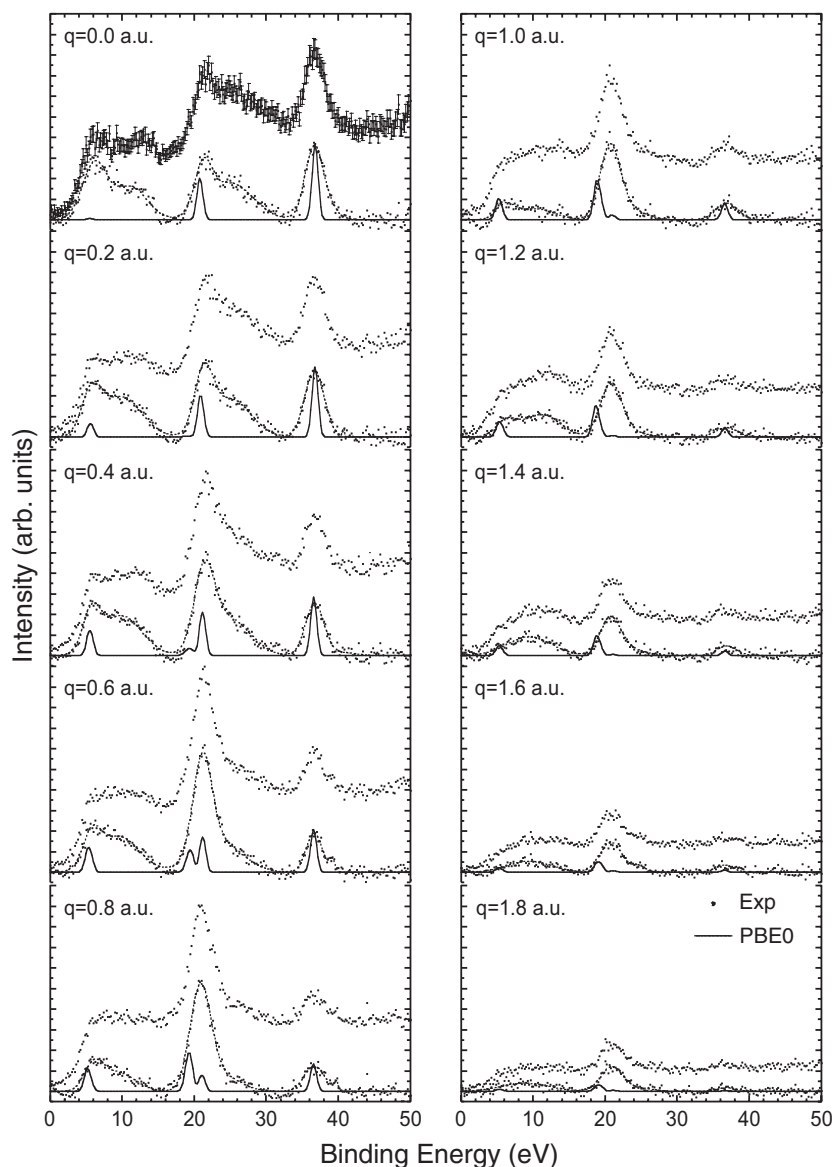 q=0.0 a.u.
q=0.2 a.u.
q=0.4 a.u.
q=0.6 a.u.
q=0.8 a.u.
0 10 20 30 40 50
q=1.0 a.u.
q=1.2 a.u.
q=1.4 a.u.
q=1.6 a.u.
q=1.8 a.u.
Exp
PBE0
0 10 20 30 40 50
Intensity (arb. units)
Binding Energy (eV)